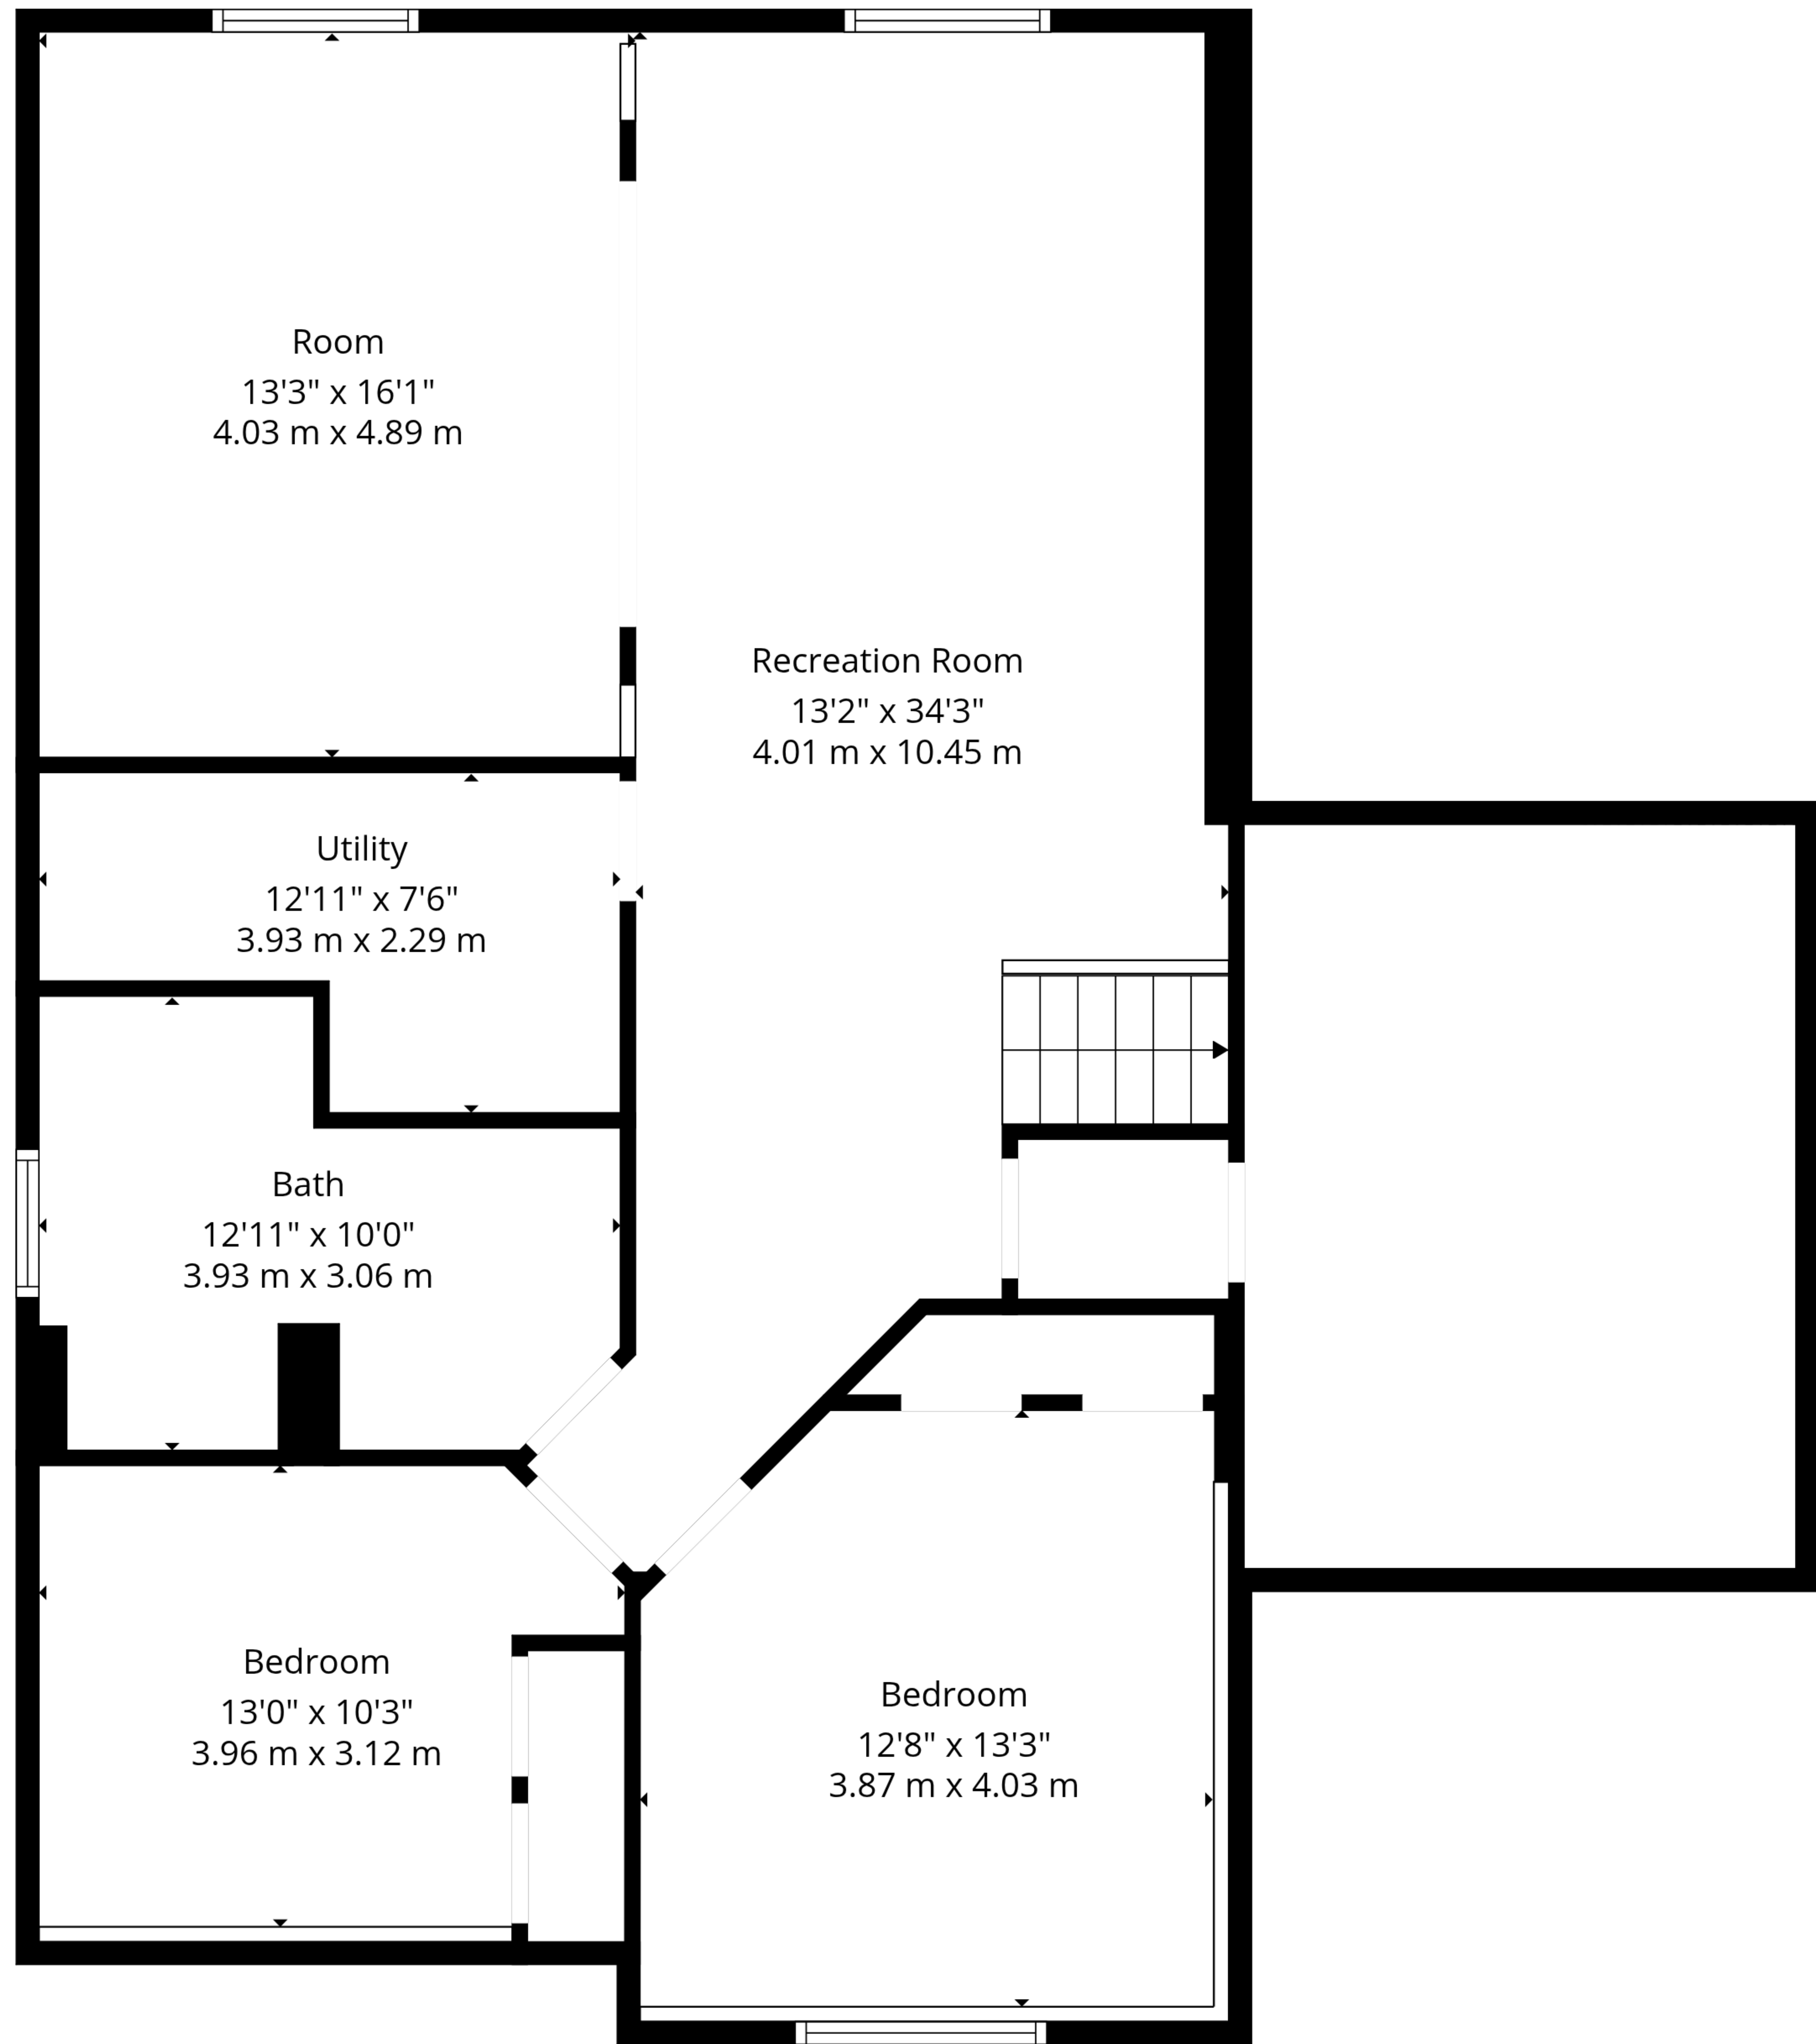 Room
13'3" x 16'1"
4.03 m x 4.89 m
Recreation Room
13'2" x 34'3"
4.01 m x 10.45 m
Utility
12'11" x 7'6"
3.93 m x 2.29 m
Bath
12'11" x 10'0"
3.93 m x 3.06 m
Bedroom
13'0" x 10'3"
3.96 m x 3.12 m
Bedroom
12'8" x 13'3"
3.87 m x 4.03 m